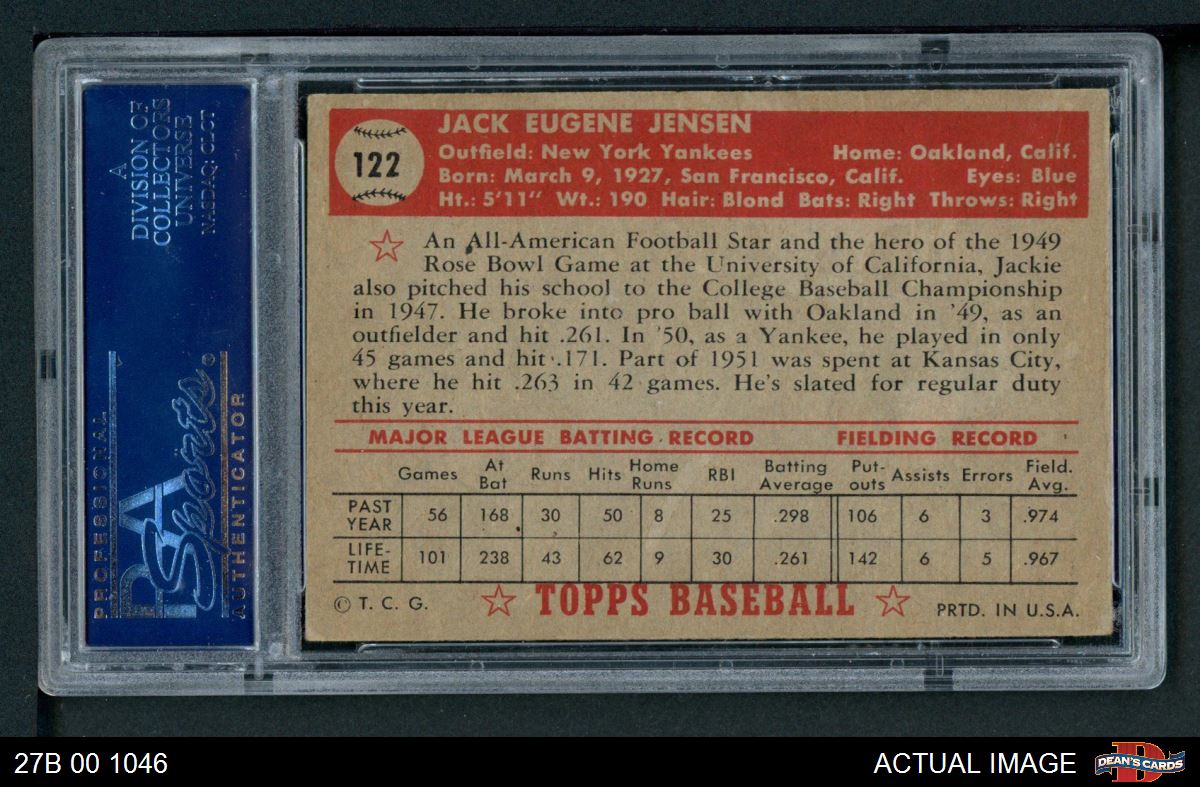 A
DIVISION OF
COLLECTORS
UNIVERSE
NASDAQ: CLCT
PROFESSIONAL
PSA
Sports
AUTHENTICATOR
122
JACK EUGENE JENSEN
Outfield: New York Yankees Home: Oakland, Calif.
Born: March 9, 1927, San Francisco, Calif. Eyes: Blue
Ht.: 5'11" Wt.: 190 Hair: Blond Bats: Right Throws: Right
An All-American Football Star and the hero of the 1949
Rose Bowl Game at the University of California, Jackie
also pitched his school to the College Baseball Championship
in 1947. He broke into pro ball with Oakland in '49, as an
outfielder and hit .261. In '50, as a Yankee, he played in only
45 games and hit .171. Part of 1951 was spent at Kansas City,
where he hit .263 in 42 games. He's slated for regular duty
this year.
MAJOR LEAGUE BATTING RECORD FIELDING RECORD
Games At Bat Runs Hits Home Runs RBI Batting Average Put-outs Assists Errors Field. Avg.
PAST YEAR 56 168 30 50 8 25 .298 106 6 3 .974
LIFE-TIME 101 238 43 62 9 30 .261 142 6 5 .967
© T. C. G. TOPPS BASEBALL PRTD. IN U.S.A.
27B 00 1046 ACTUAL IMAGE
DEAN'S CARDS